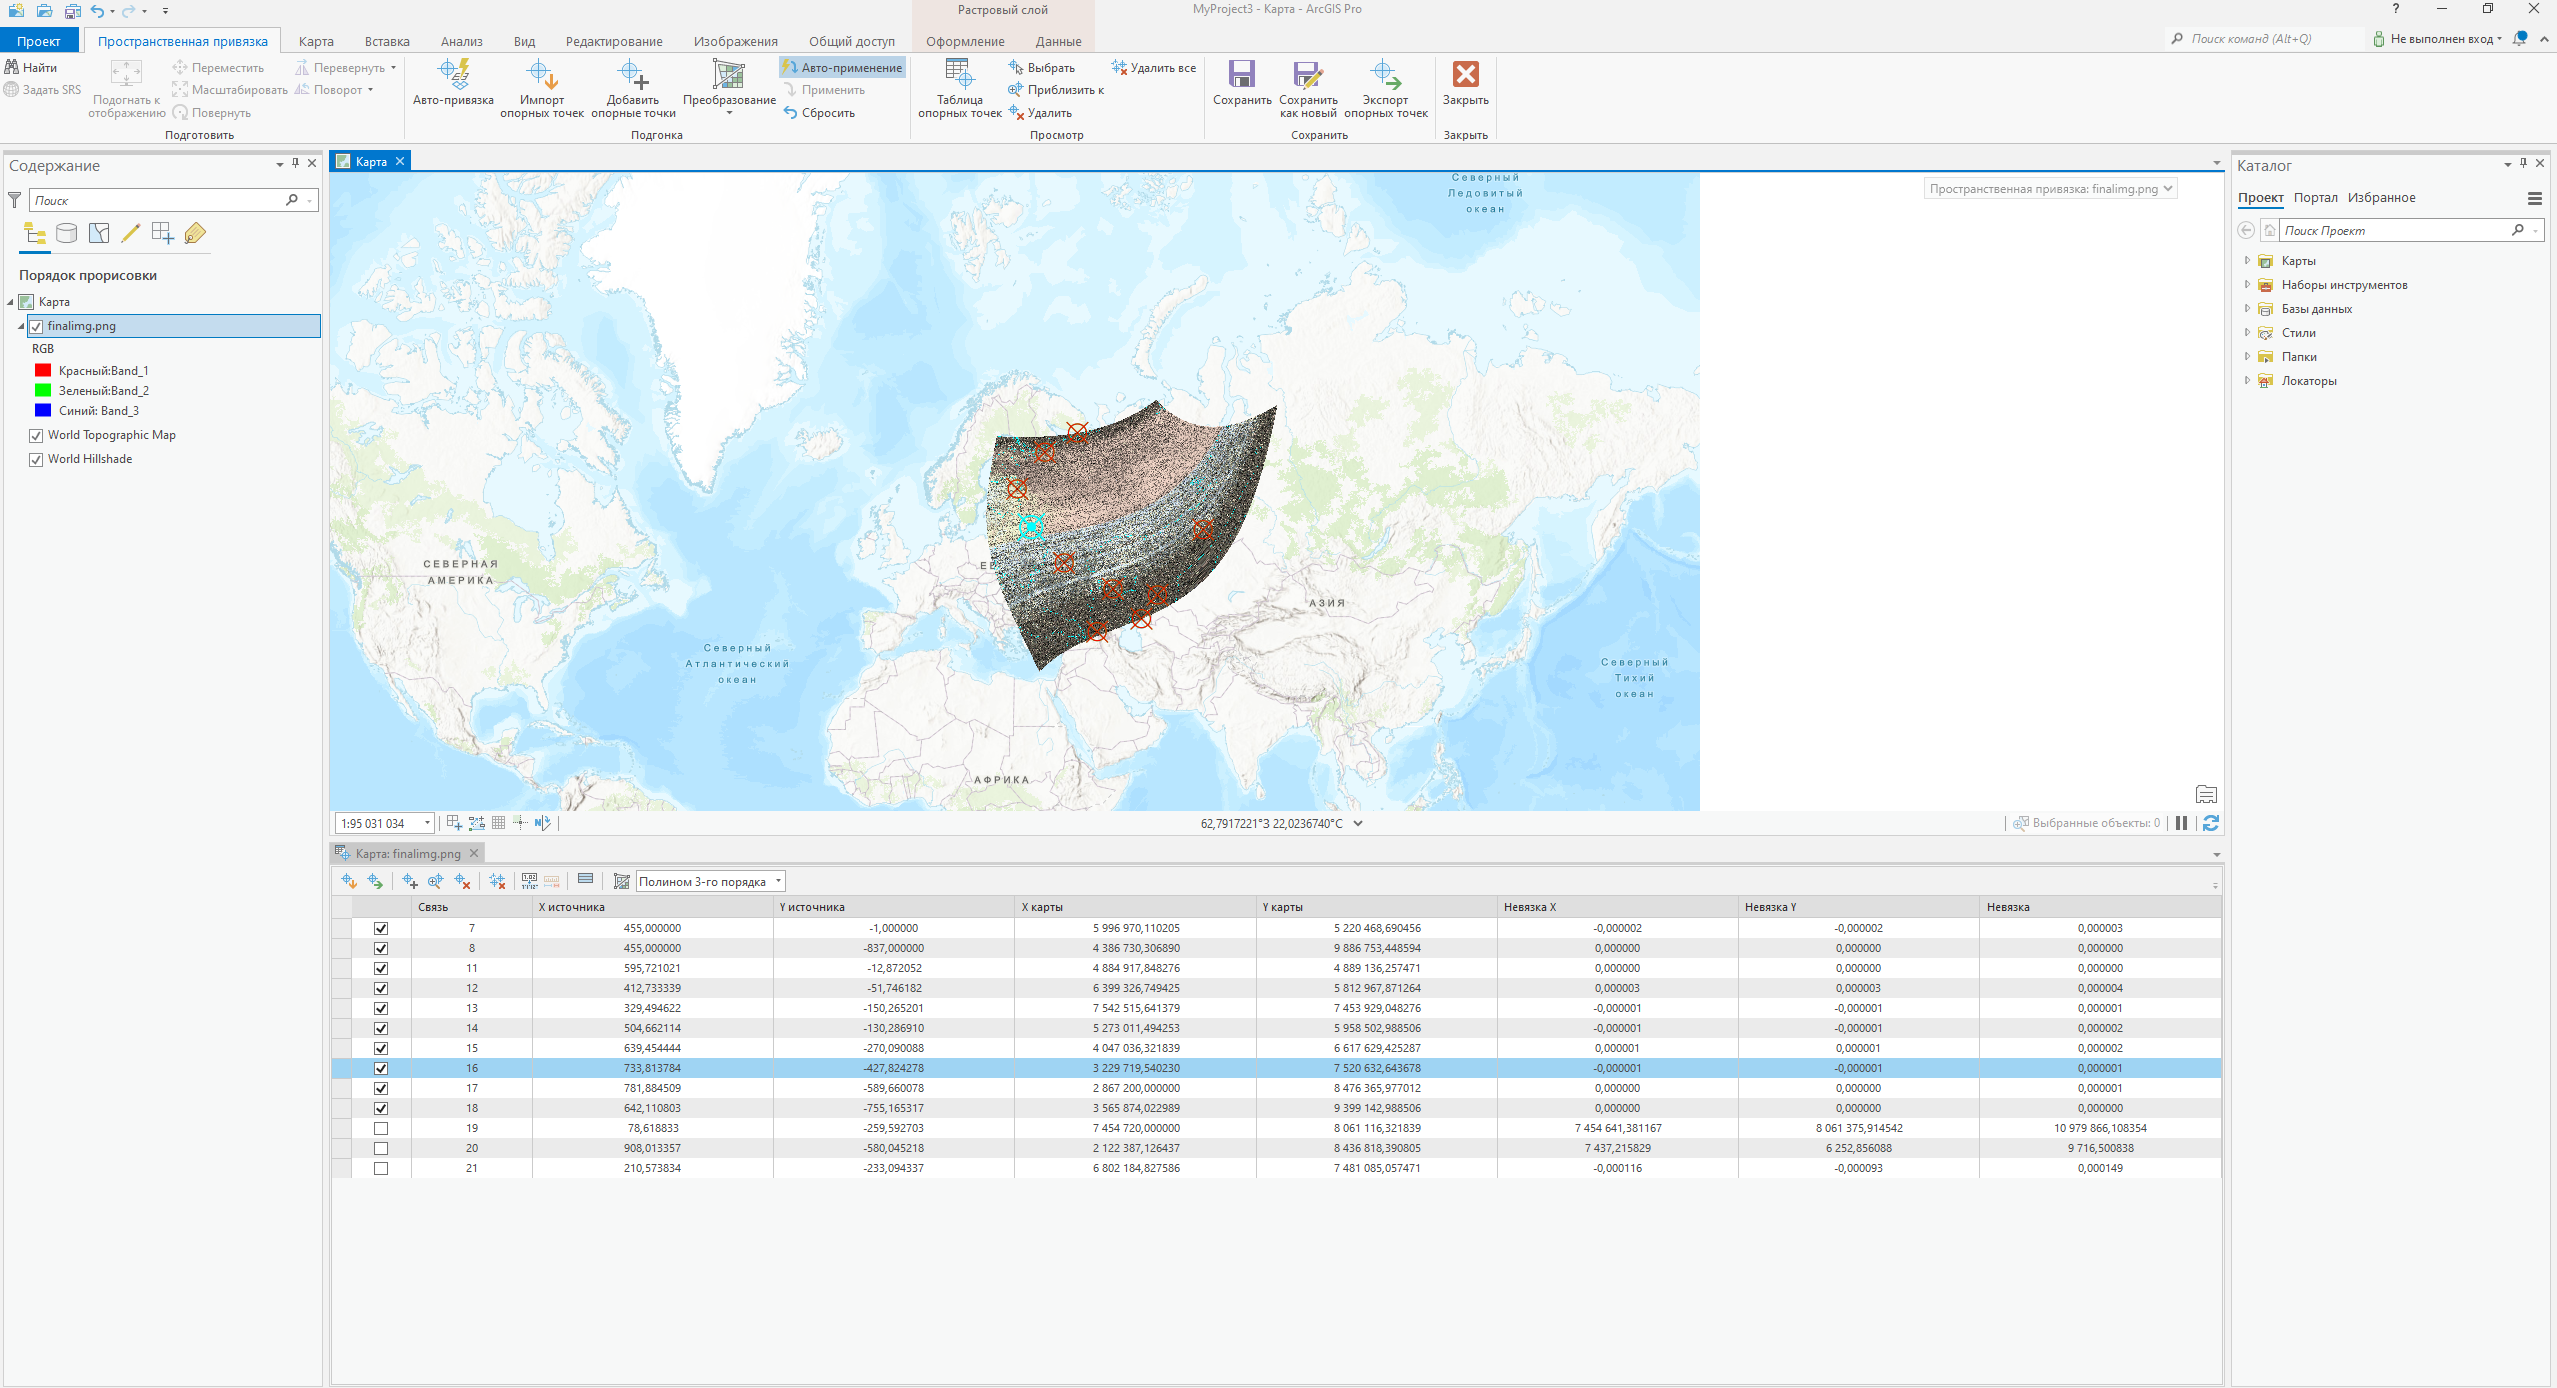 Растровый слой
MyProject3 - Карта - ArcGIS Pro
?
Проект
Пространственная привязка
Карта
Вставка
Анализ
Вид
Редактирование
Изображения
Общий доступ
Оформление
Данные
Поиск команд (Alt+Q)
Не выполнен вход
Найти
Задать SRS
Подогнать к
отображению
Переместить
Масштабировать
Повернуть
Перевернуть
Поворот
Подготовить
Авто-привязка
Импорт
опорных точек
Добавить
опорные точки
Преобразование
Авто-применение
Применить
Сбросить
Подгонка
Таблица
опорных точек
Выбрать
Приблизить к
Удалить
Удалить все
Просмотр
Сохранить
Сохранить
как новый
Экспорт
опорных точек
Сохранить
Закрыть
Закрыть
Содержание
Поиск
Порядок прорисовки
Карта
finalimg.png
RGB
Красный:Band_1
Зеленый:Band_2
Синий: Band_3
World Topographic Map
World Hillshade
Карта
Пространственная привязка: finalimg.png
Северный
Ледовитый
океан
СЕВЕРНАЯ
АМЕРИКА
Северный
Атлантический
океан
АФРИКА
АЗИЯ
Северный
Тихий
океан
1:95 031 034
62,7917221°З 22,0236740°С
Выбранные объекты: 0
Карта: finalimg.png
Полином 3-го порядка
Связь X источника Y источника X карты Y карты Невязка X Невязка Y Невязка
7 455,000000 -1,000000 5 996 970,110205 5 220 468,690456 -0,000002 -0,000002 0,000003
8 455,000000 -837,000000 4 386 730,306890 9 886 753,448594 0,000000 0,000000 0,000000
11 595,721021 -12,872052 4 884 917,848276 4 889 136,257471 0,000000 0,000000 0,000000
12 412,733339 -51,746182 6 399 326,749425 5 812 967,871264 0,000003 0,000003 0,000004
13 329,494622 -150,265201 7 542 515,641379 7 453 929,048276 -0,000001 -0,000001 0,000001
14 504,662114 -130,286910 5 273 011,494253 5 958 502,988506 -0,000001 -0,000001 0,000002
15 639,454444 -270,090088 4 047 036,321839 6 617 629,425287 0,000001 0,000001 0,000002
16 733,813784 -427,824278 3 229 719,540230 7 520 632,643678 -0,000001 -0,000001 0,000001
17 781,884509 -589,660078 2 867 200,000000 8 476 365,977012 0,000000 0,000000 0,000001
18 642,110803 -755,165317 3 565 874,022989 9 399 142,988506 0,000000 0,000000 0,000000
19 78,618833 -259,592703 7 454 720,000000 8 061 116,321839 7 454 641,381167 8 061 375,914542 10 979 866,108354
20 908,013357 -580,045218 2 122 387,126437 8 436 818,390805 7 437,215829 6 252,856088 9 716,500838
21 210,573834 -233,094337 6 802 184,827586 7 481 085,057471 -0,000116 -0,000093 0,000149
Каталог
Проект
Портал
Избранное
Поиск Проект
Карты
Наборы инструментов
Базы данных
Стили
Папки
Локаторы